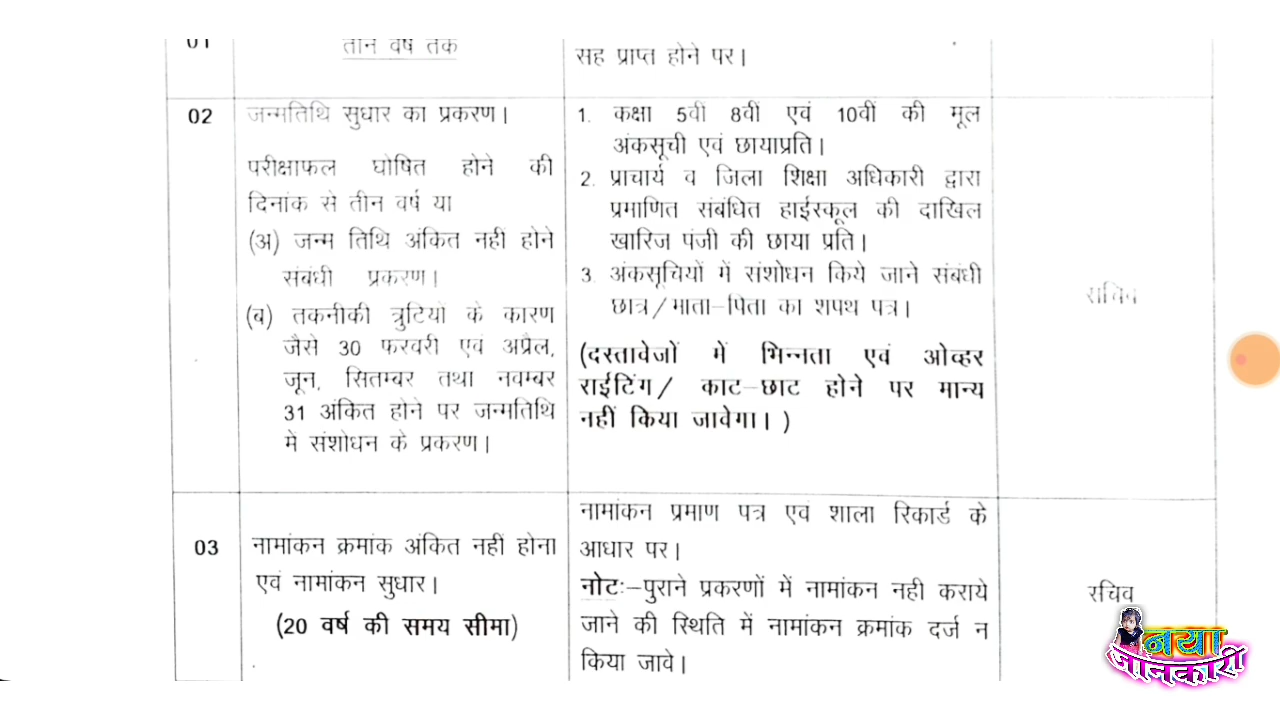 01
तीन वर्ष तक
सह प्राप्त होने पर।
02
जन्मतिथि सुधार का प्रकरण।
परीक्षाफल घोषित होने की
दिनांक से तीन वर्ष या
(अ) जन्म तिथि अंकित नहीं होने
संबंधी प्रकरण।
(ब) तकनीकी त्रुटियों के कारण
जैसे 30 फरवरी एवं अप्रैल,
जून, सितम्बर तथा नवम्बर
31 अंकित होने पर जन्मतिथि
में संशोधन के प्रकरण।
1. कक्षा 5वीं 8वीं एवं 10वीं की मूल
अंकसूची एवं छायाप्रति।
2. प्राचार्य व जिला शिक्षा अधिकारी द्वारा
प्रमाणित संबंधित हाईस्कूल की दाखिल
खारिज पंजी की छाया प्रति।
3. अंकसूचियों में संशोधन किये जाने संबंधी
छात्र/माता-पिता का शपथ पत्र।
(दस्तावेजों में भिन्नता एवं ओव्हर
राईटिंग/ काट-छाट होने पर मान्य
नहीं किया जावेगा। )
सचिव
03
नामांकन क्रमांक अंकित नहीं होना
एवं नामांकन सुधार।
(20 वर्ष की समय सीमा)
नामांकन प्रमाण पत्र एवं शाला रिकार्ड के
आधार पर।
नोटः-पुराने प्रकरणों में नामांकन नही कराये
जाने की स्थिति में नामांकन क्रमांक दर्ज न
किया जावे।
सचिव
नया
जानकारी